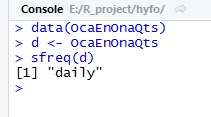 Console E:/R_project/hyfo/
> data(OcaEnOnaQts)
> d <- OcaEnOnaQts
> sfreq(d)
[1] "daily"
>